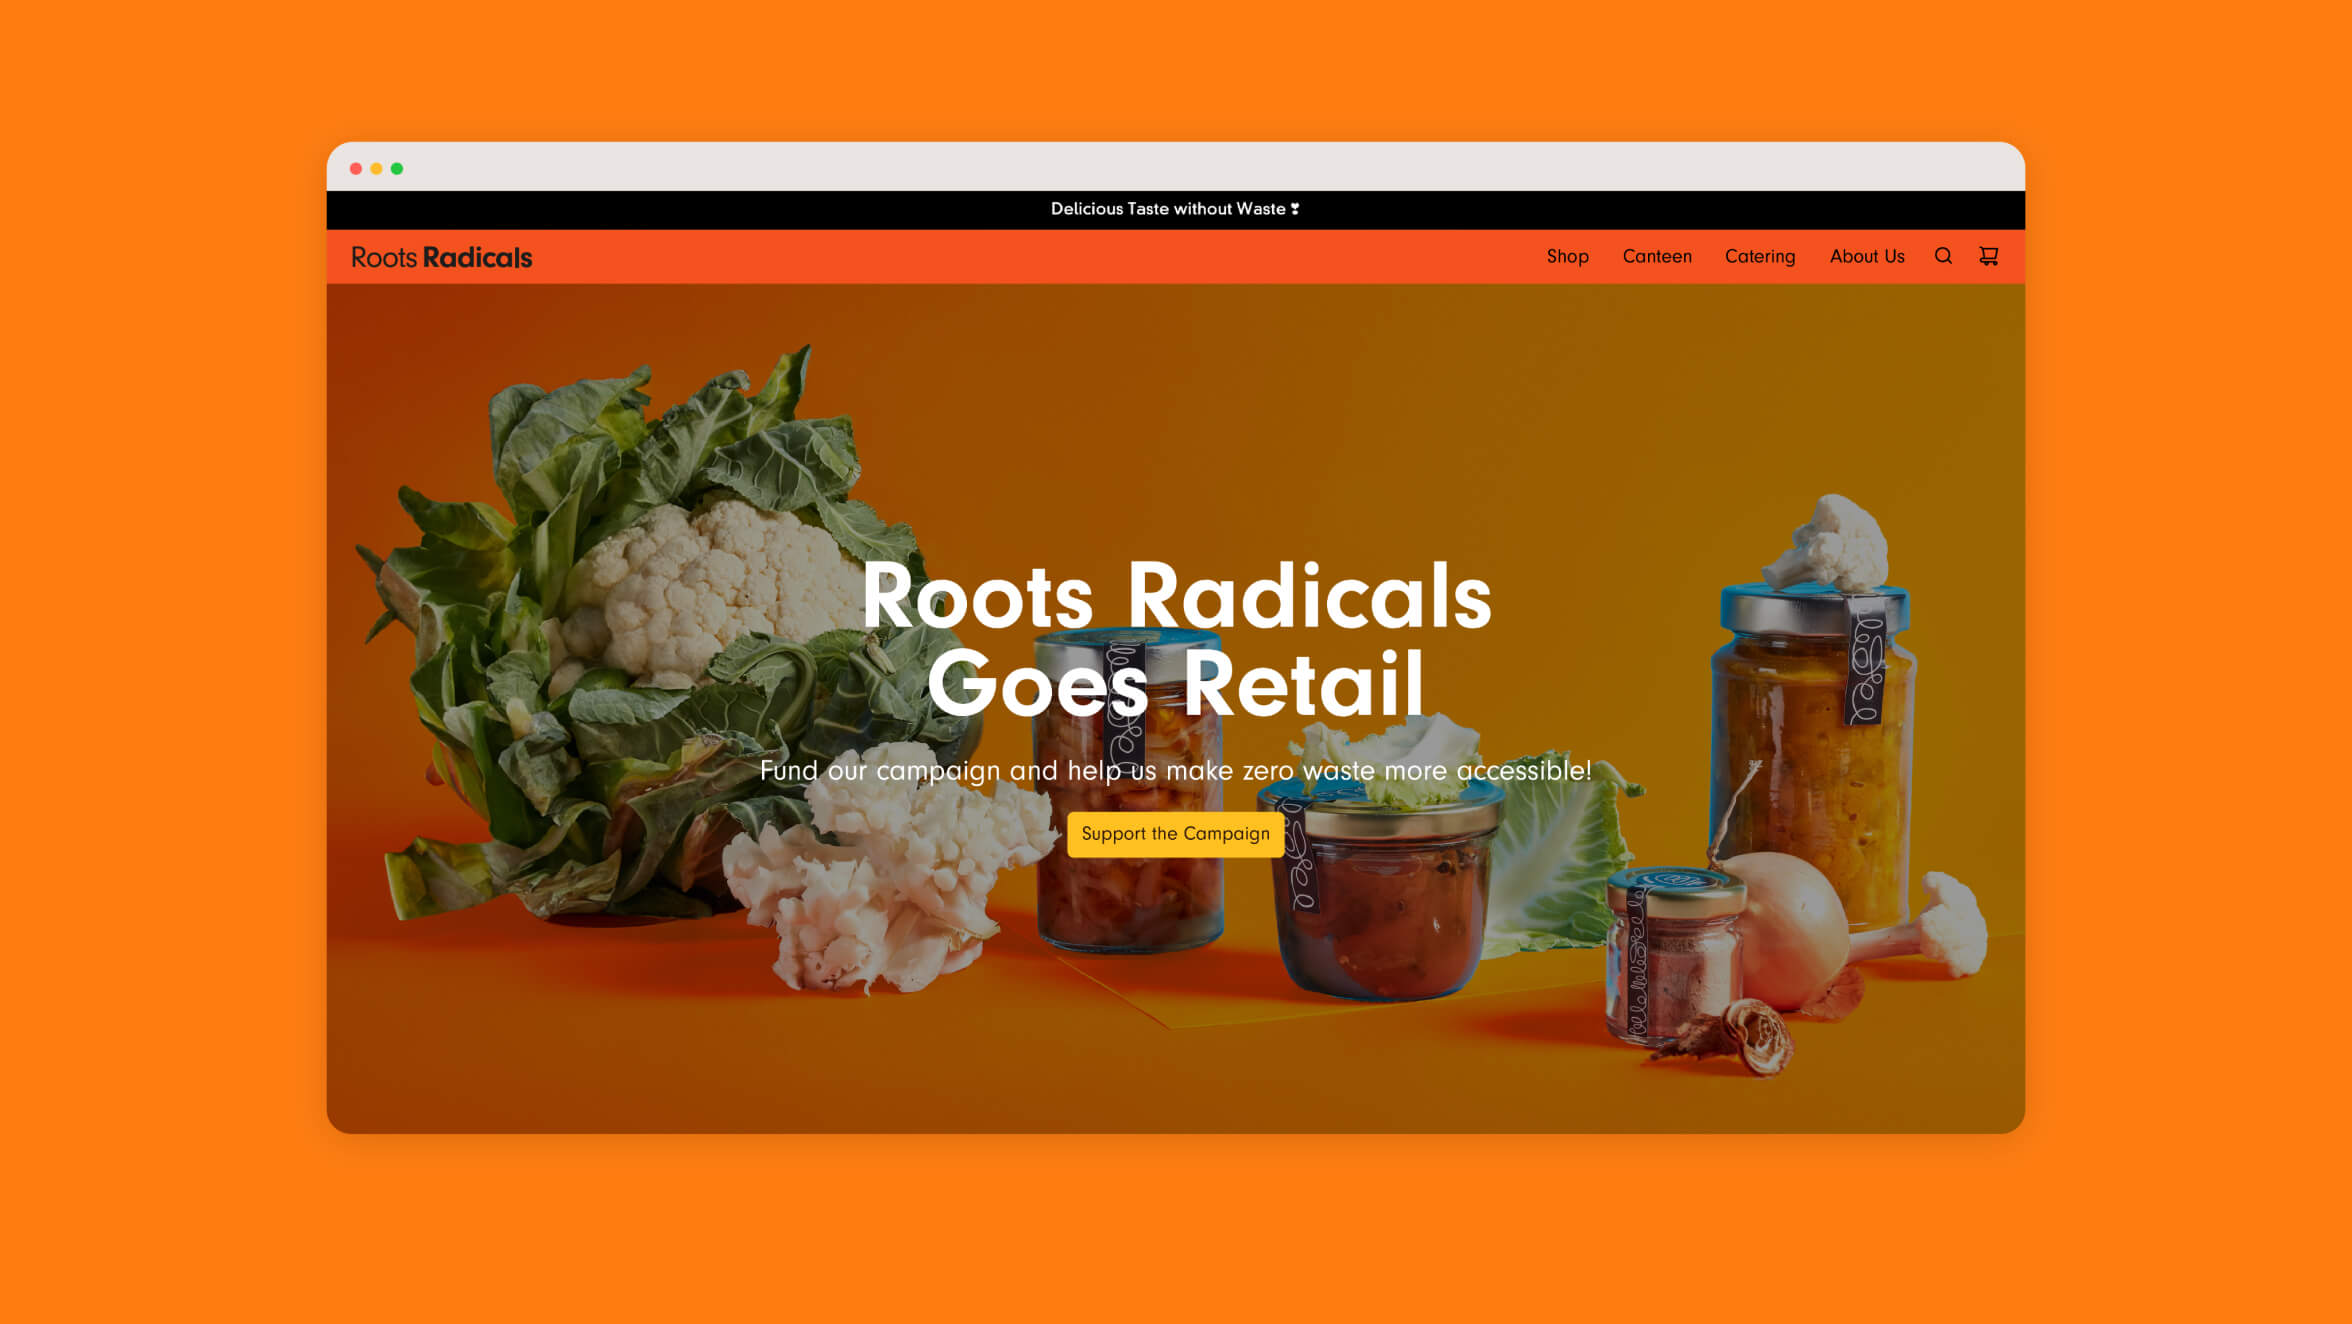 Delicious Taste without Waste ❣
Roots Radicals
Shop Canteen Catering About Us
Roots Radicals
Goes Retail
Fund our campaign and help us make zero waste more accessible!
Support the Campaign